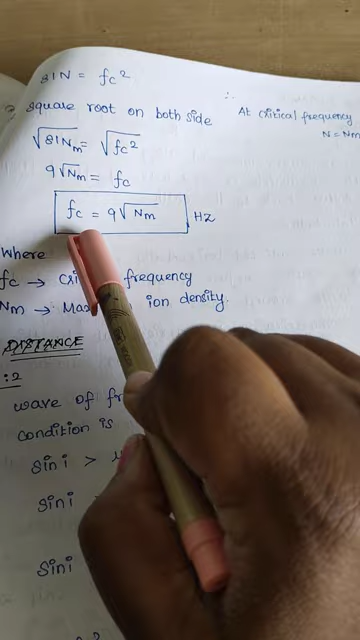 81N = fc²
square root on both side
At critical frequency
N = Nm
√81Nm = √fc²
9√Nm = fc
fc = 9√Nm Hz
Where
fc → frequency
Nm → ion density.
DISTANCE
:2
wave of
condition is
sin i >
sin i
sin i